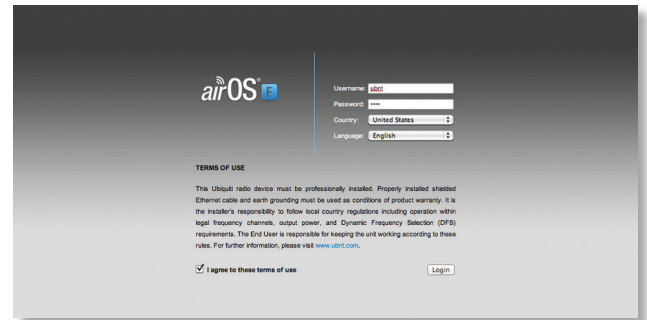 airOS F
Username: ubnt
Password: ••••
Country: United States
Language: English
TERMS OF USE
This Ubiquiti radio device must be professionally installed. Properly installed shielded
Ethernet cable and earth grounding must be used as conditions of product warranty. It is
the installer's responsibility to follow local country regulations including operation within
legal frequency channels, output power, and Dynamic Frequency Selection (DFS)
requirements. The End User is responsible for keeping the unit working according to these
rules. For further information, please visit www.ubnt.com.
I agree to these terms of use
Login